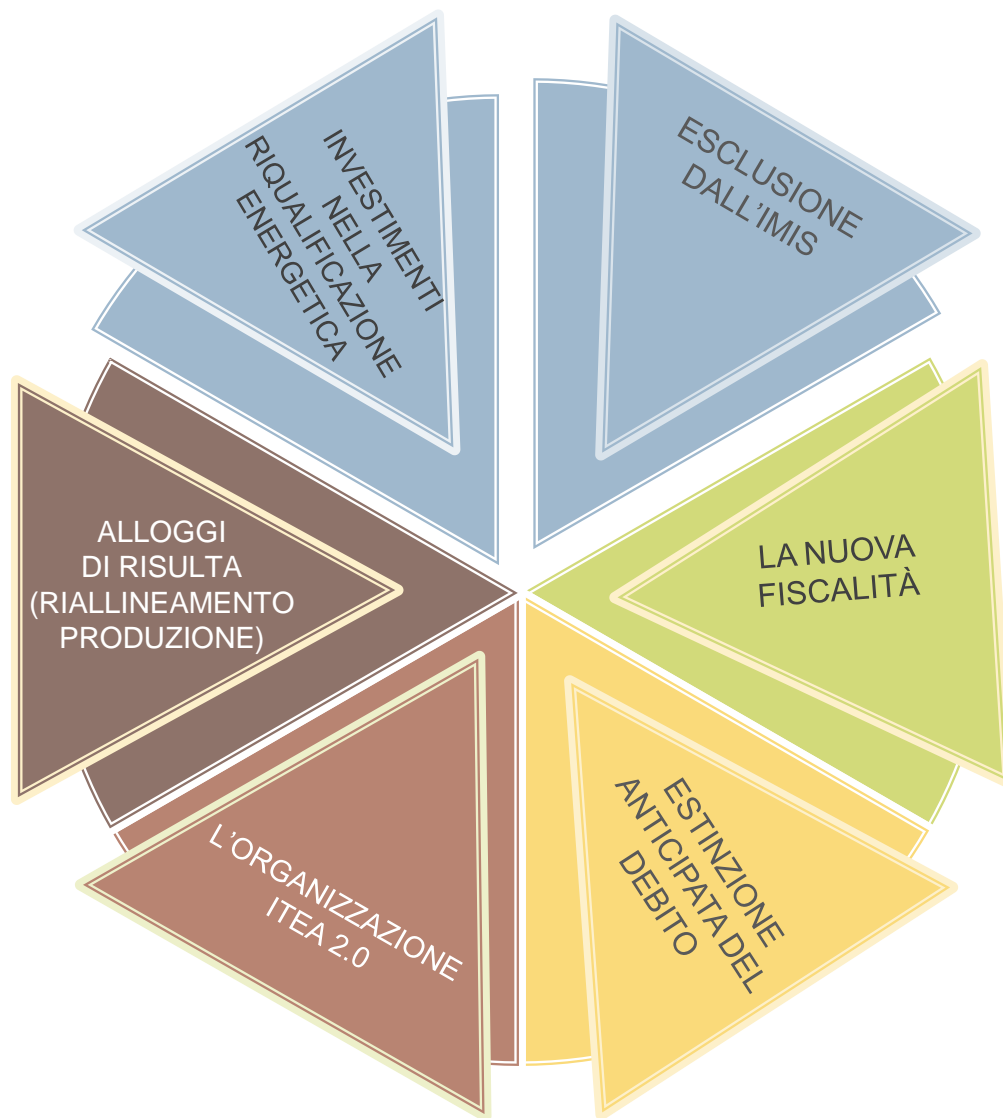 INVESTIMENTI
NELLA
RIQUALIFICAZIONE
ENERGETICA
ESCLUSIONE
DALL'IMIS
ALLOGGI
DI RISULTA
(RIALLINEAMENTO
PRODUZIONE)
LA NUOVA
FISCALITÀ
L'ORGANIZZAZIONE
ITEA 2.0
ESTINZIONE
ANTICIPATA DEL
DEBITO